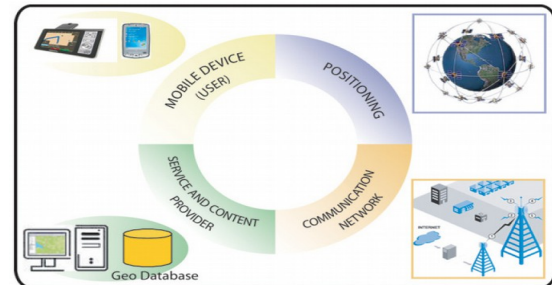 MOBILE DEVICE
(USER)
POSITIONING
SERVICE AND CONTENT
PROVIDER
COMMUNICATION
NETWORK
INTERNET
Geo Database